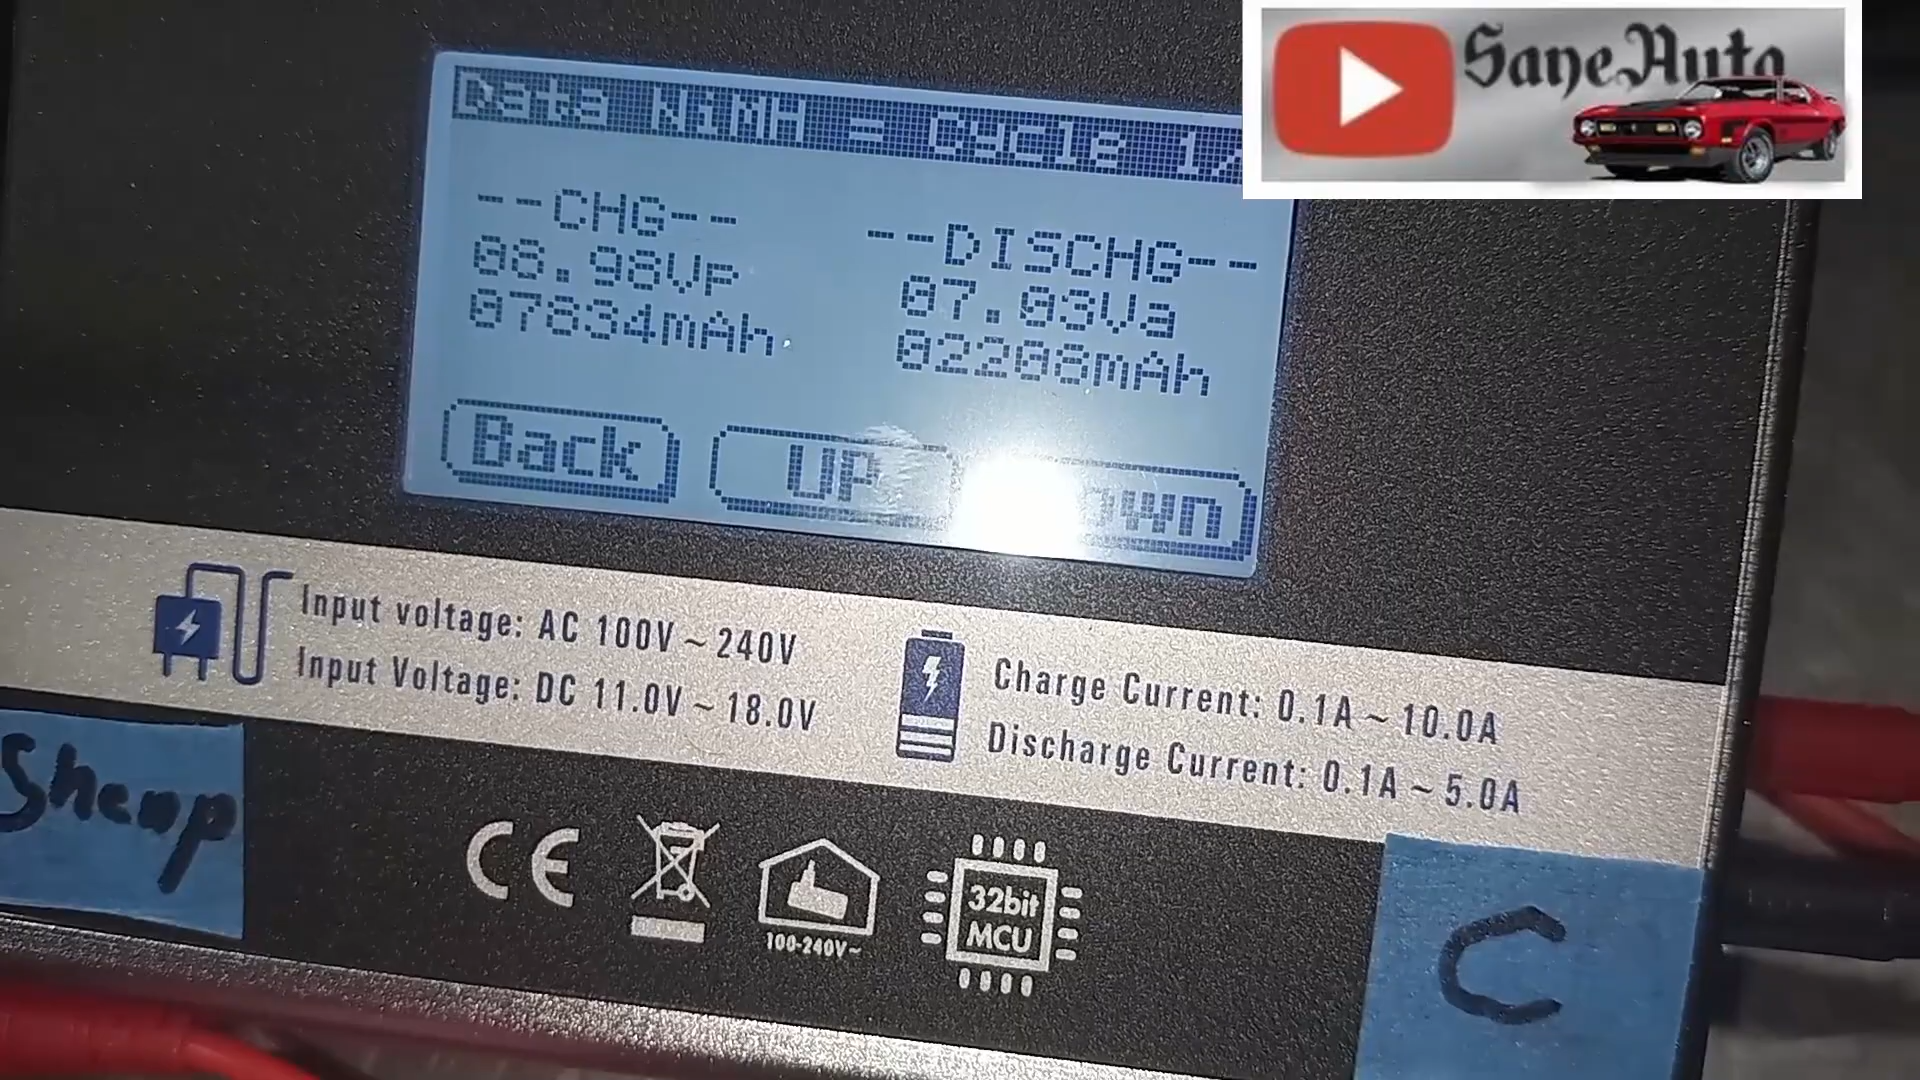 SaneAuto
Data NiMH = Cycle 1/
--CHG--
08.98Vp
07834mAh
--DISCHG--
07.03Va
02208mAh
Back
UP
Input voltage: AC 100V ~ 240V
Input Voltage: DC 11.0V ~ 18.0V
Charge Current: 0.1A ~ 10.0A
Discharge Current: 0.1A ~ 5.0A
CE
100-240V~
32bit
MCU
C